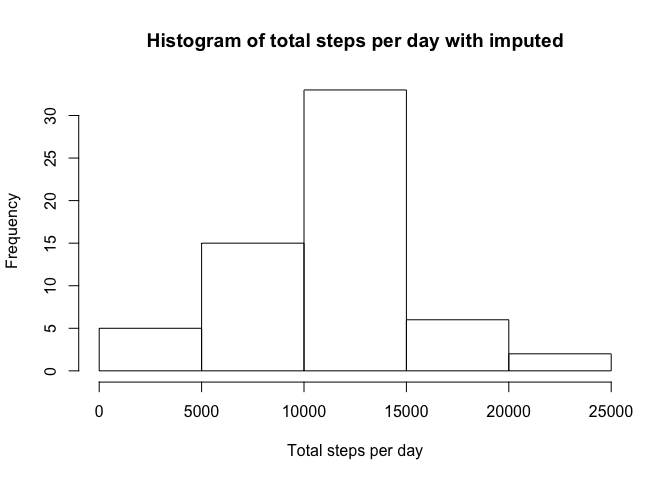 Histogram of total steps per day with imputed
Frequency
30
25
20
15
10
5
0
0 5000 10000 15000 20000 25000
Total steps per day